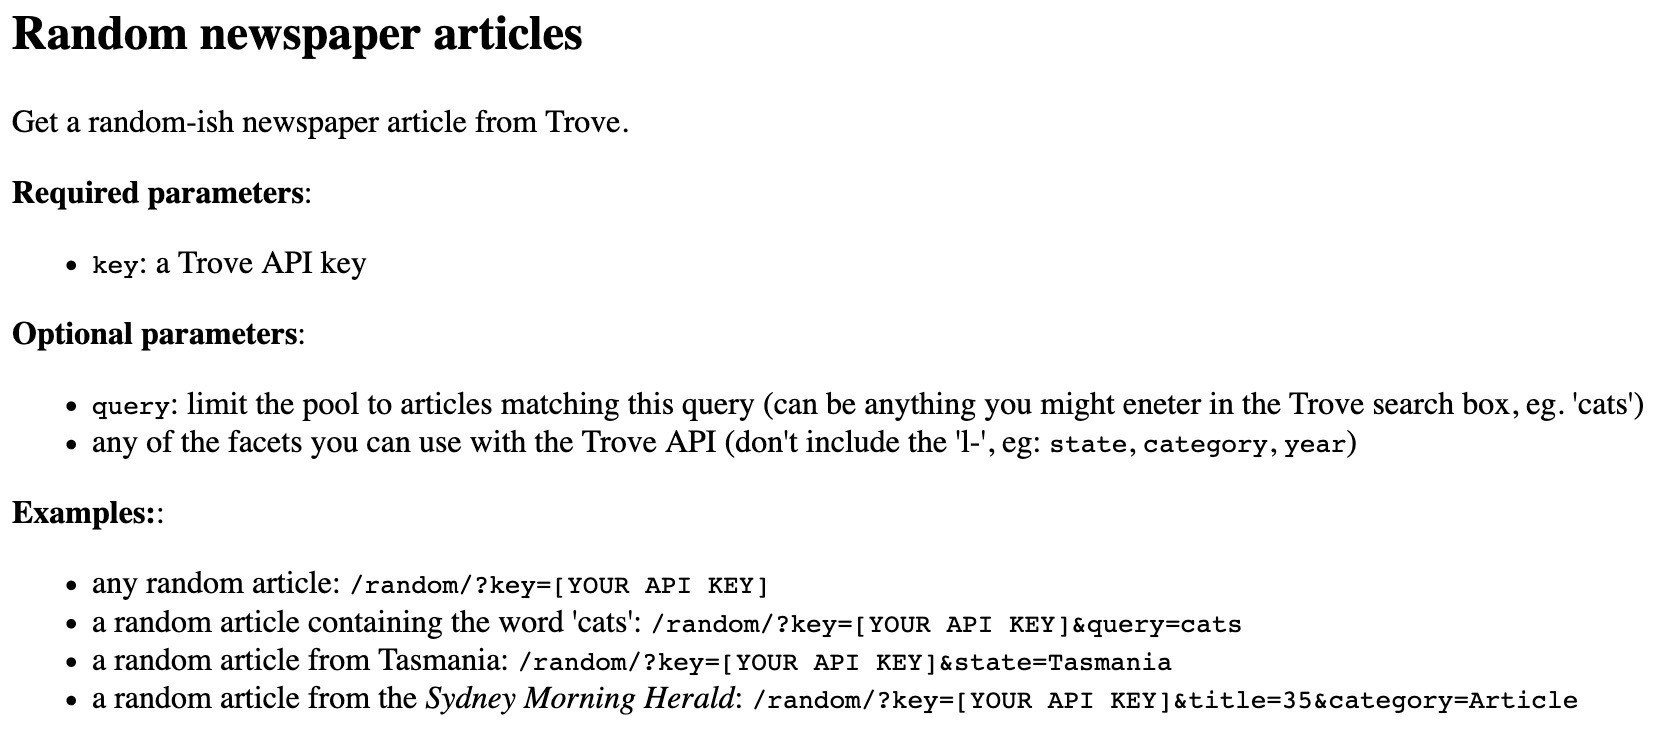 Random newspaper articles
Get a random-ish newspaper article from Trove.
Required parameters:
• key: a Trove API key
Optional parameters:
• query: limit the pool to articles matching this query (can be anything you might eneter in the Trove search box, eg. 'cats')
• any of the facets you can use with the Trove API (don't include the 'l-', eg: state, category, year)
Examples::
• any random article: /random/?key=[YOUR API KEY]
• a random article containing the word 'cats': /random/?key=[YOUR API KEY]&query=cats
• a random article from Tasmania: /random/?key=[YOUR API KEY]&state=Tasmania
• a random article from the Sydney Morning Herald: /random/?key=[YOUR API KEY]&title=35&category=Article